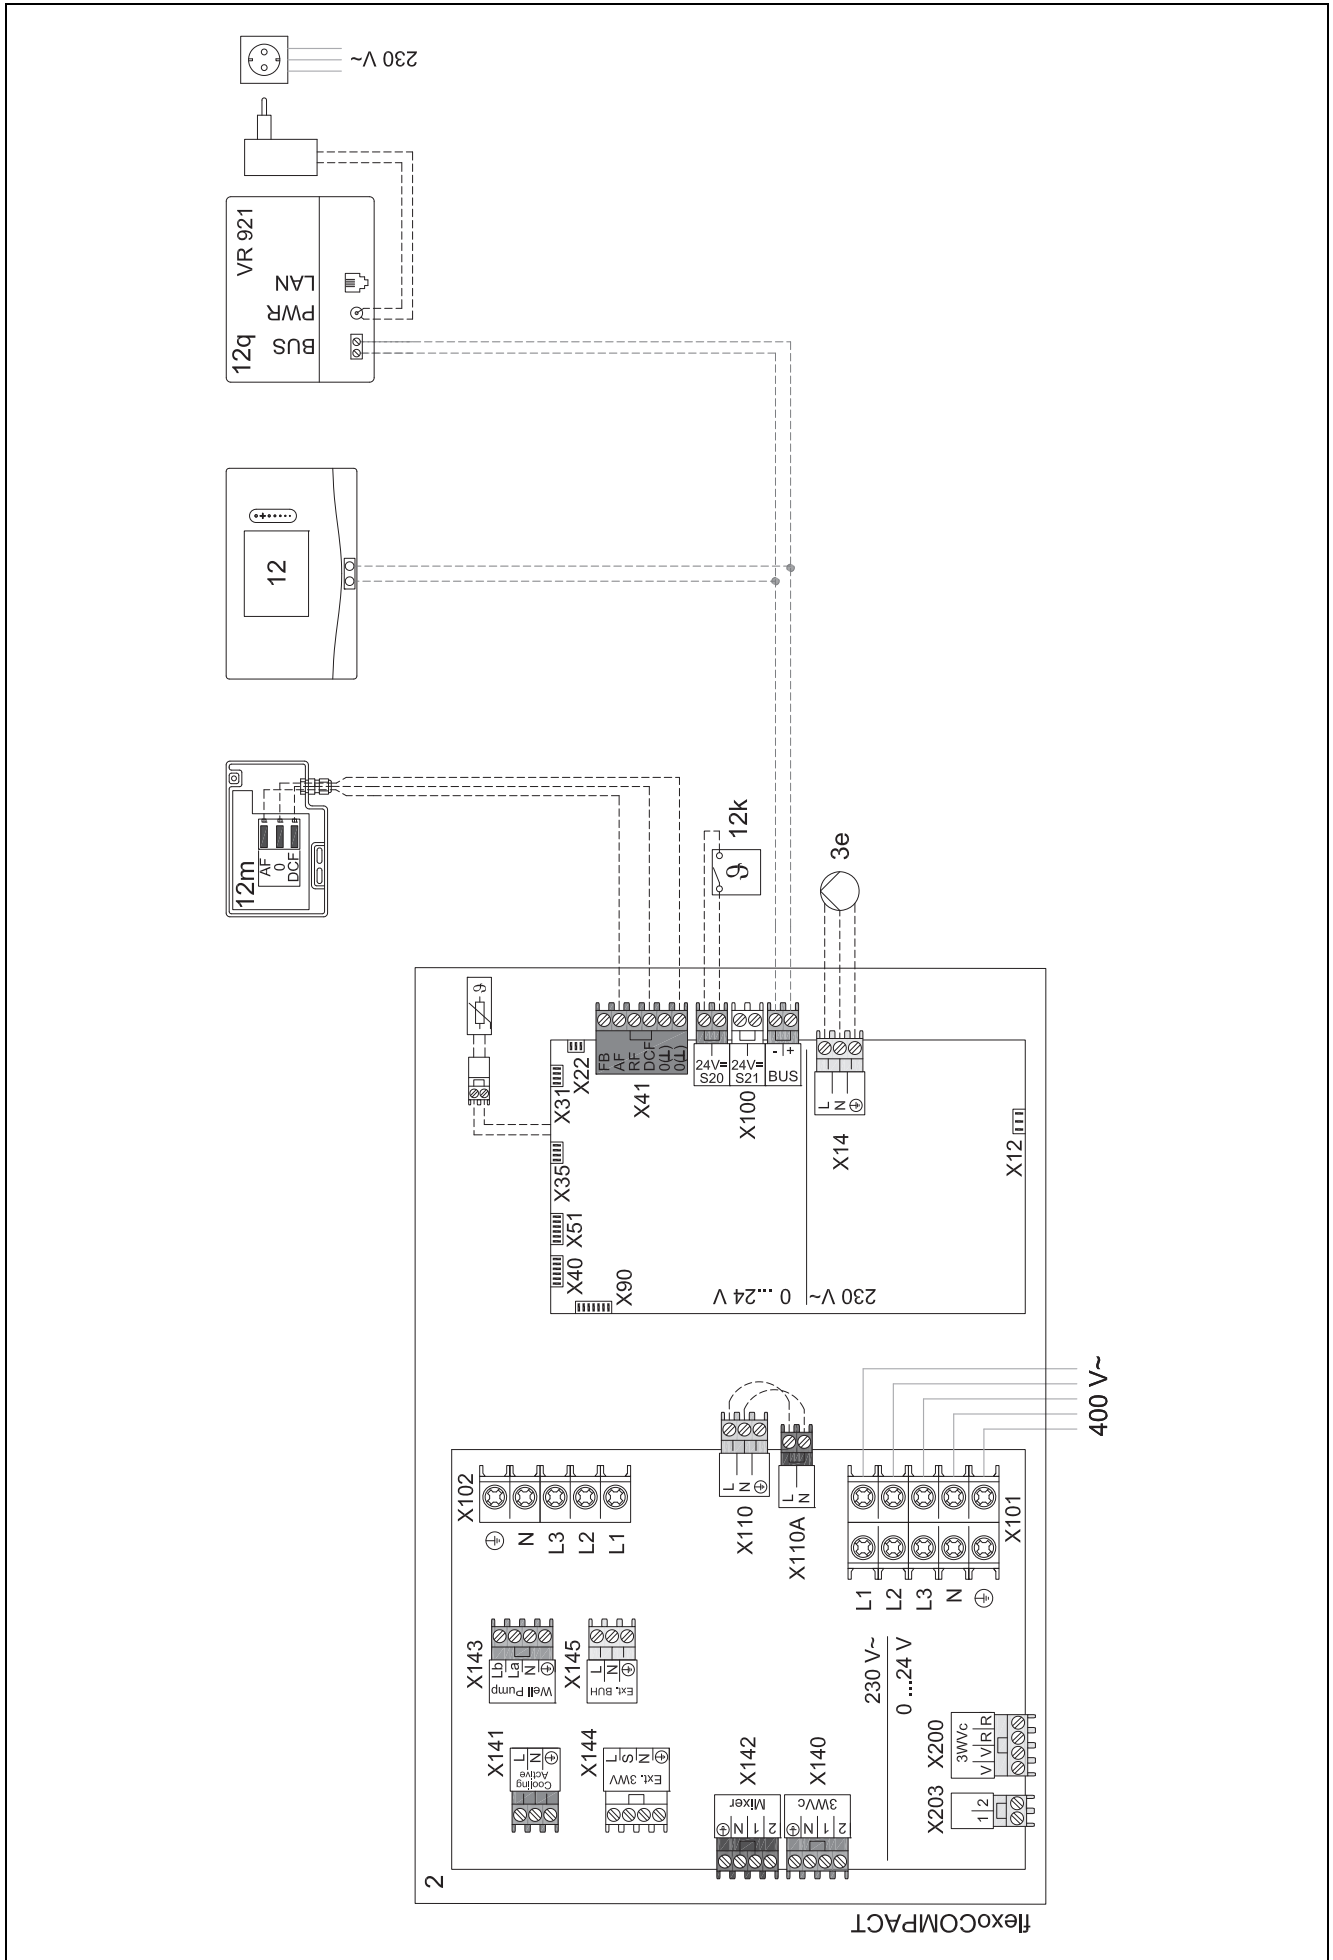 230 V~
VR 921
LAN
PWR
BUS
12q
12
12m
AF
0
DCF
12k
ϑ
3e
ϑ
X22
X31
X35
X51
X40
X90
FB
AF
RF
DCF
0(⊥)
0(⊥)
X41
24V=
S20
24V=
S21
X100
- +
BUS
L
N
X14
X12
0 ...24 V
230 V~
400 V~
X102
N
L3
L2
L1
L
N
X110
L
N
X110A
X101
L1
L2
L3
N
X143
Lb
La
N
Well Pump
X145
L
N
Ext. BUH
X141
L
N
Cooling
Active
X144
L
S
N
Ext. 3WV
X142
Mixer
N
1
2
X140
3WVc
N
1
2
230 V~
0 ...24 V
X200
3WVc
V V R R
X203
1 2
2
flexoCOMPACT